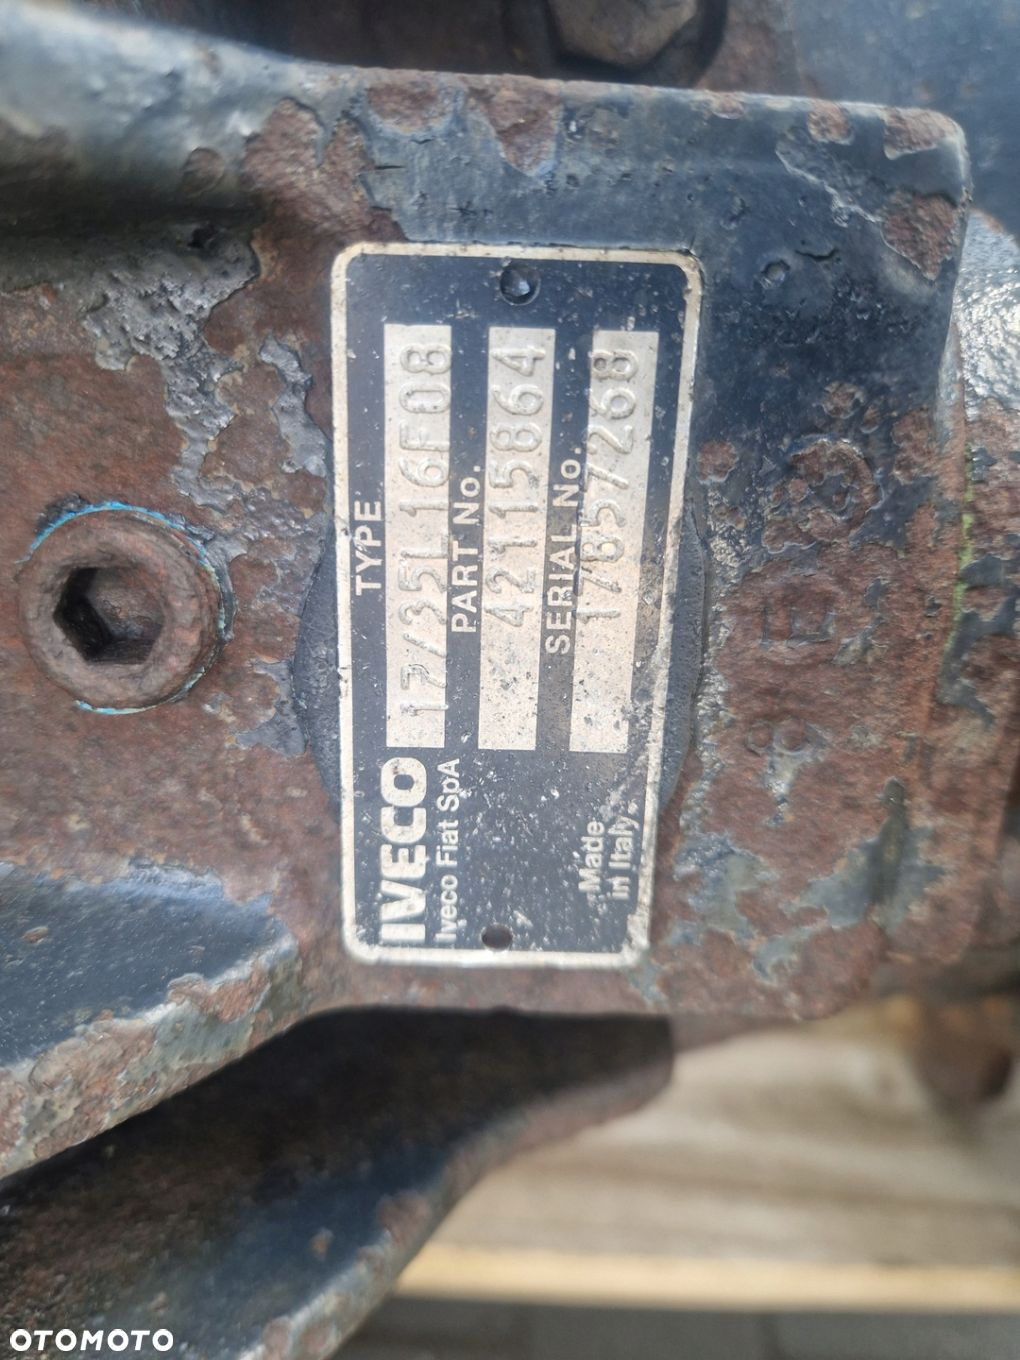 TYPE
17/35L16F08
PART No.
42115864
SERIAL No.
17857268
IVECO
Iveco Fiat SpA
Made
in Italy
OTOMOTO